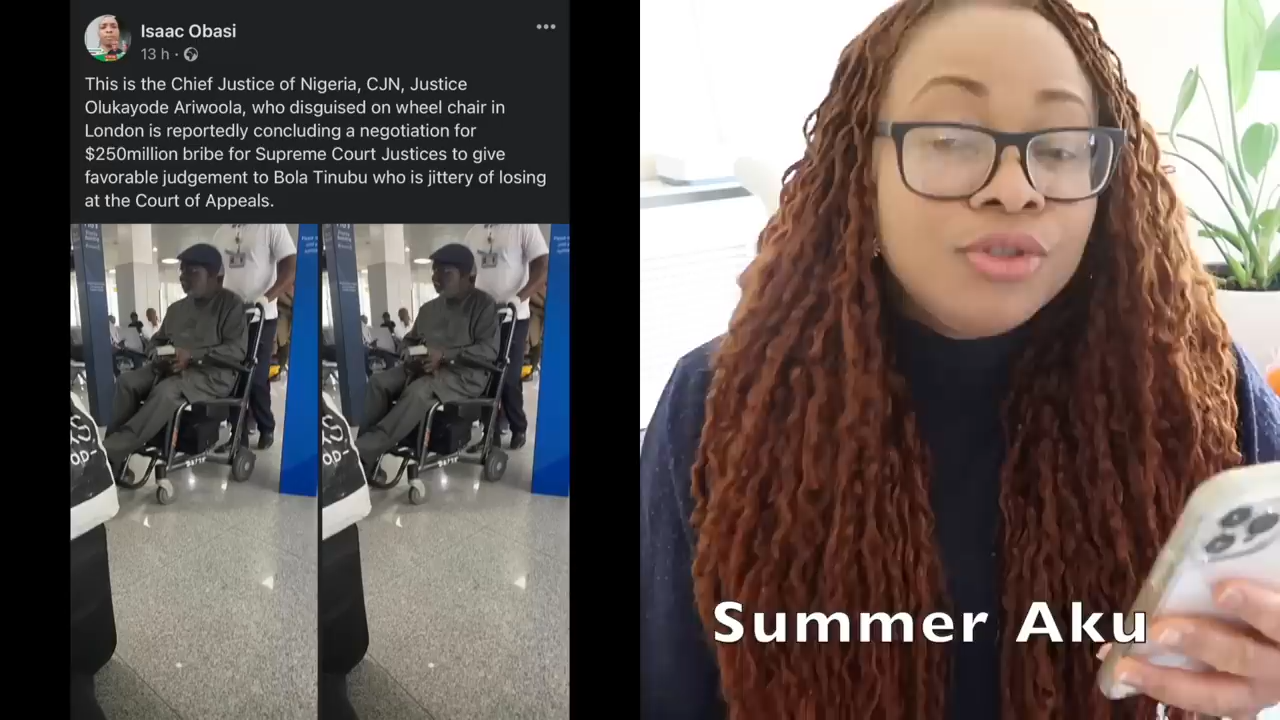 Isaac Obasi
13 h ·
This is the Chief Justice of Nigeria, CJN, Justice
Olukayode Ariwoola, who disguised on wheel chair in
London is reportedly concluding a negotiation for
$250million bribe for Supreme Court Justices to give
favorable judgement to Bola Tinubu who is jittery of losing
at the Court of Appeals.
Summer Aku